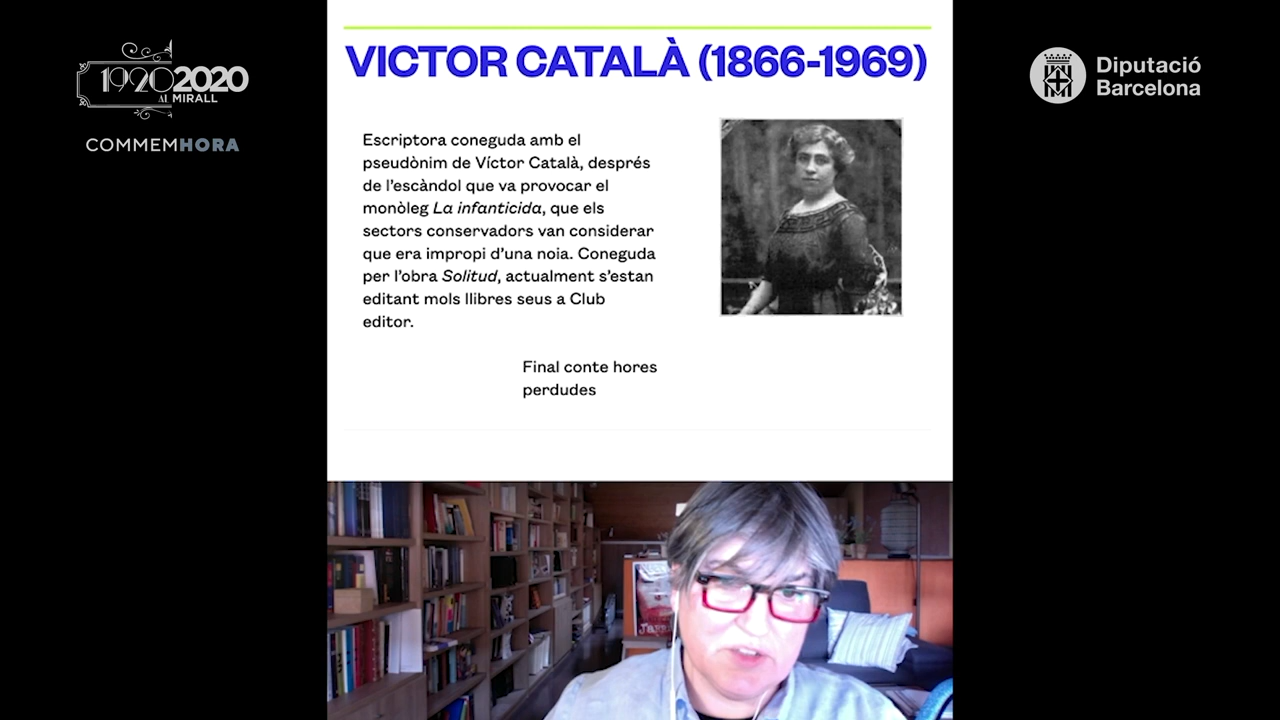 1920 2020
AL MIRALL
COMMEMHORA
VICTOR CATALÀ (1866-1969)
Diputació
Barcelona
Escriptora coneguda amb el
pseudònim de Víctor Català, després
de l'escàndol que va provocar el
monòleg La infanticida, que els
sectors conservadors van considerar
que era impropi d'una noia. Coneguda
per l'obra Solitud, actualment s'estan
editant mols llibres seus a Club
editor.
Final conte hores
perdudes